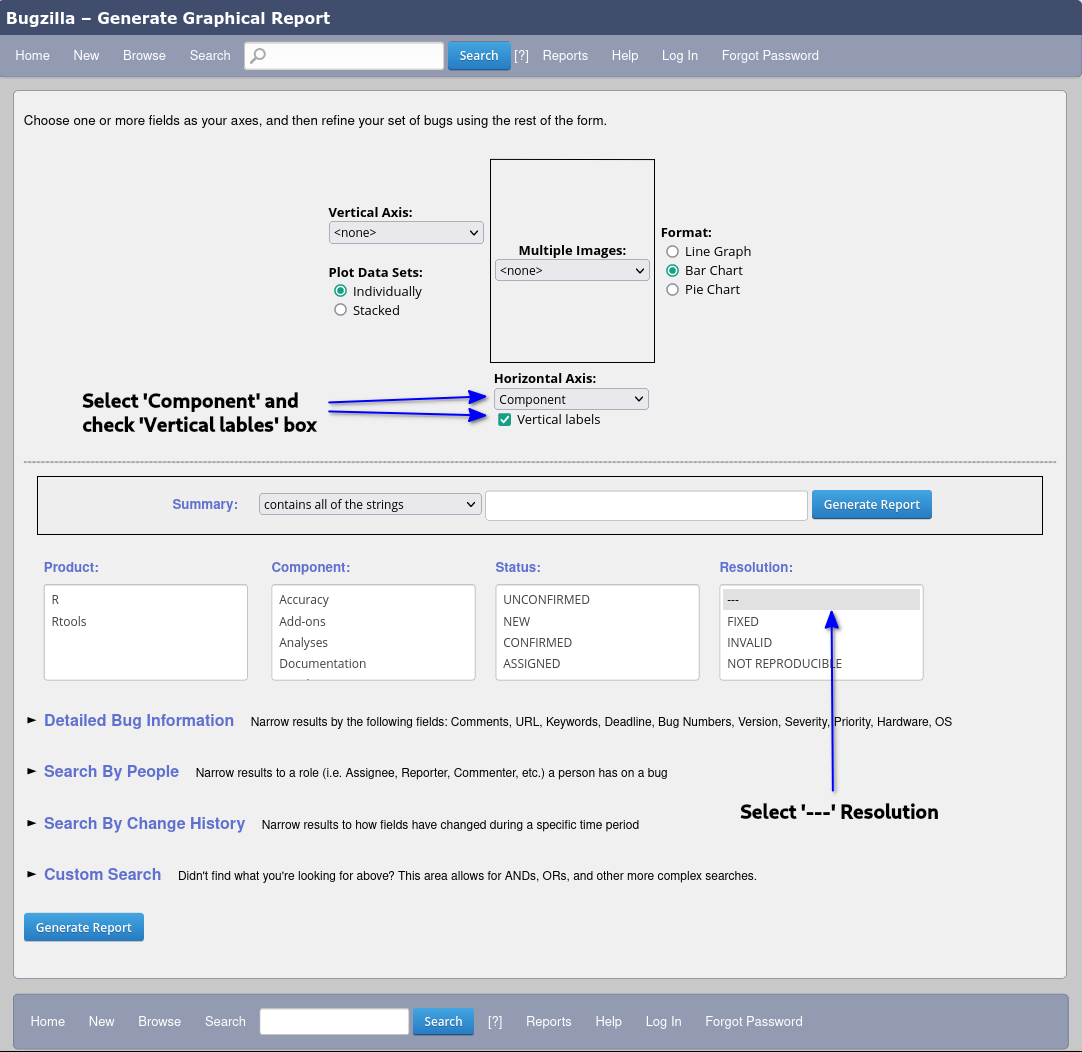 Bugzilla – Generate Graphical Report
Home New Browse Search Search [?] Reports Help Log In Forgot Password
Choose one or more fields as your axes, and then refine your set of bugs using the rest of the form.
Vertical Axis:
<none>
Plot Data Sets:
Individually
Stacked
Multiple Images:
<none>
Format:
Line Graph
Bar Chart
Pie Chart
Horizontal Axis:
Component
Vertical labels
Select 'Component' and
check 'Vertical lables' box
Summary: contains all of the strings Generate Report
Product:
R
Rtools
Component:
Accuracy
Add-ons
Analyses
Documentation
Status:
UNCONFIRMED
NEW
CONFIRMED
ASSIGNED
Resolution:
---
FIXED
INVALID
NOT REPRODUCIBLE
Detailed Bug Information Narrow results by the following fields: Comments, URL, Keywords, Deadline, Bug Numbers, Version, Severity, Priority, Hardware, OS
Search By People Narrow results to a role (i.e. Assignee, Reporter, Commenter, etc.) a person has on a bug
Select '---' Resolution
Search By Change History Narrow results to how fields have changed during a specific time period
Custom Search Didn't find what you're looking for above? This area allows for ANDs, ORs, and other more complex searches.
Generate Report
Home New Browse Search Search [?] Reports Help Log In Forgot Password